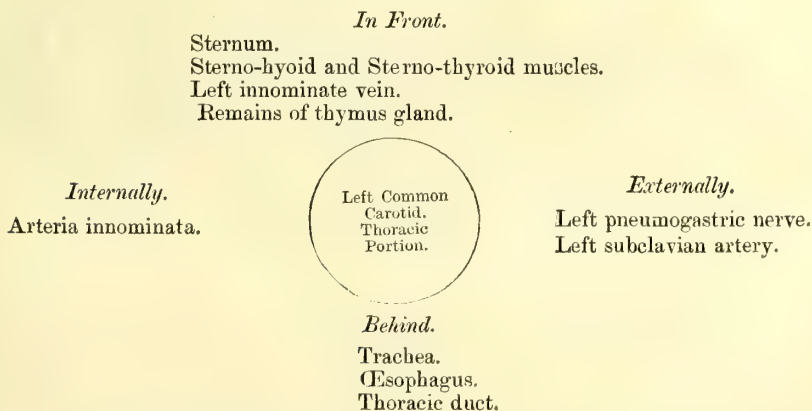 In Front.
Sternum.
Sterno-hyoid and Sterno-thyroid muscles.
Left innominate vein.
Remains of thymus gland.
Internally.
Arteria innominata.
Left Common
Carotid.
Thoracic
Portion.
Externally.
Left pneumogastric nerve.
Left subclavian artery.
Behind.
Trachea.
Œsophagus.
Thoracic duct.